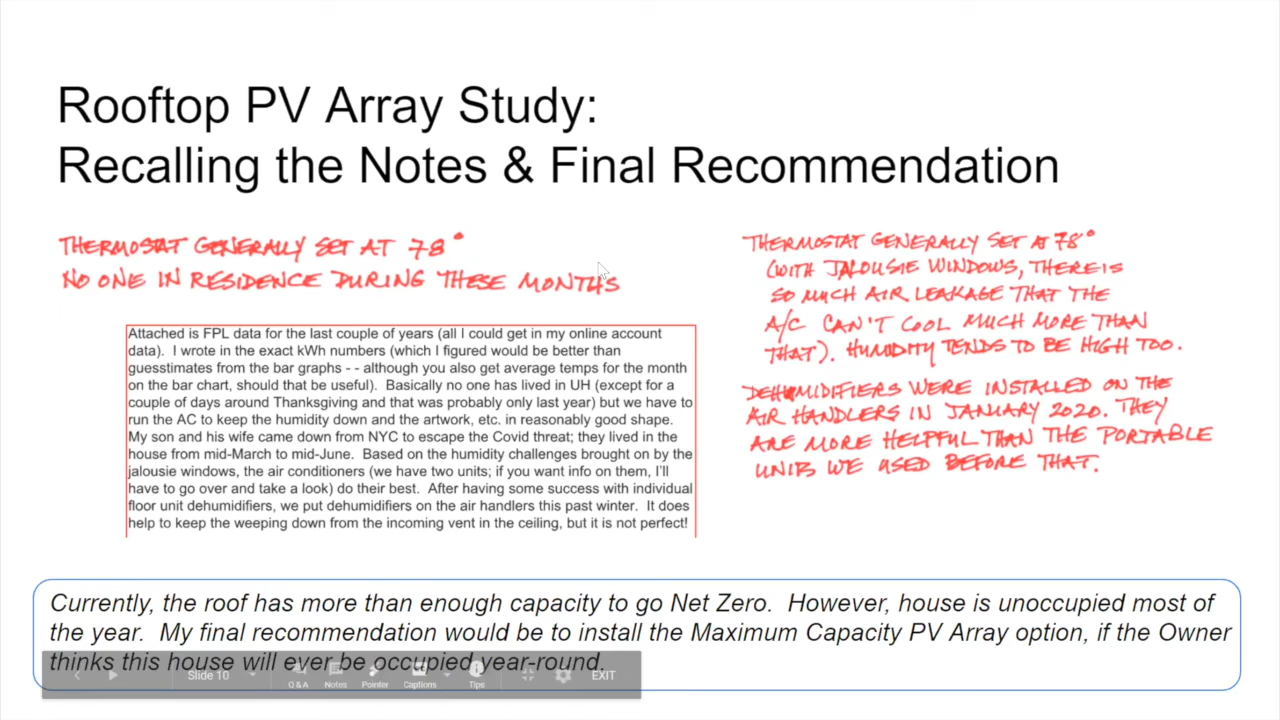 Rooftop PV Array Study:
Recalling the Notes & Final Recommendation
THERMOSTAT GENERALLY SET AT 78°
NO ONE IN RESIDENCE DURING THESE MONTHS
Attached is FPL data for the last couple of years (all I could get in my online account
data). I wrote in the exact kWh numbers (which I figured would be better than
guesstimates from the bar graphs - - although you also get average temps for the month
on the bar chart, should that be useful). Basically no one has lived in UH (except for a
couple of days around Thanksgiving and that was probably only last year) but we have to
run the AC to keep the humidity down and the artwork, etc. in reasonably good shape.
My son and his wife came down from NYC to escape the Covid threat; they lived in the
house from mid-March to mid-June. Based on the humidity challenges brought on by the
jalousie windows, the air conditioners (we have two units; if you want info on them, I'll
have to go over and take a look) do their best. After having some success with individual
floor unit dehumidifiers, we put dehumidifiers on the air handlers this past winter. It does
help to keep the weeping down from the incoming vent in the ceiling, but it is not perfect!
THERMOSTAT GENERALLY SET AT 78°
(WITH JALOUSIE WINDOWS, THERE IS
SO MUCH AIR LEAKAGE THAT THE
A/C CAN'T COOL MUCH MORE THAN
THAT). HUMIDITY TENDS TO BE HIGH TOO.
DEHUMIDIFIERS WERE INSTALLED ON THE
AIR HANDLERS IN JANUARY 2020. THEY
ARE MORE HELPFUL THAN THE PORTABLE
UNITS WE USED BEFORE THAT.
Currently, the roof has more than enough capacity to go Net Zero. However, house is unoccupied most of
the year. My final recommendation would be to install the Maximum Capacity PV Array option, if the Owner
thinks this house will ever be occupied year-round.
Slide 10
Q & A
Notes
Pointer
Captions
Tips
EXIT